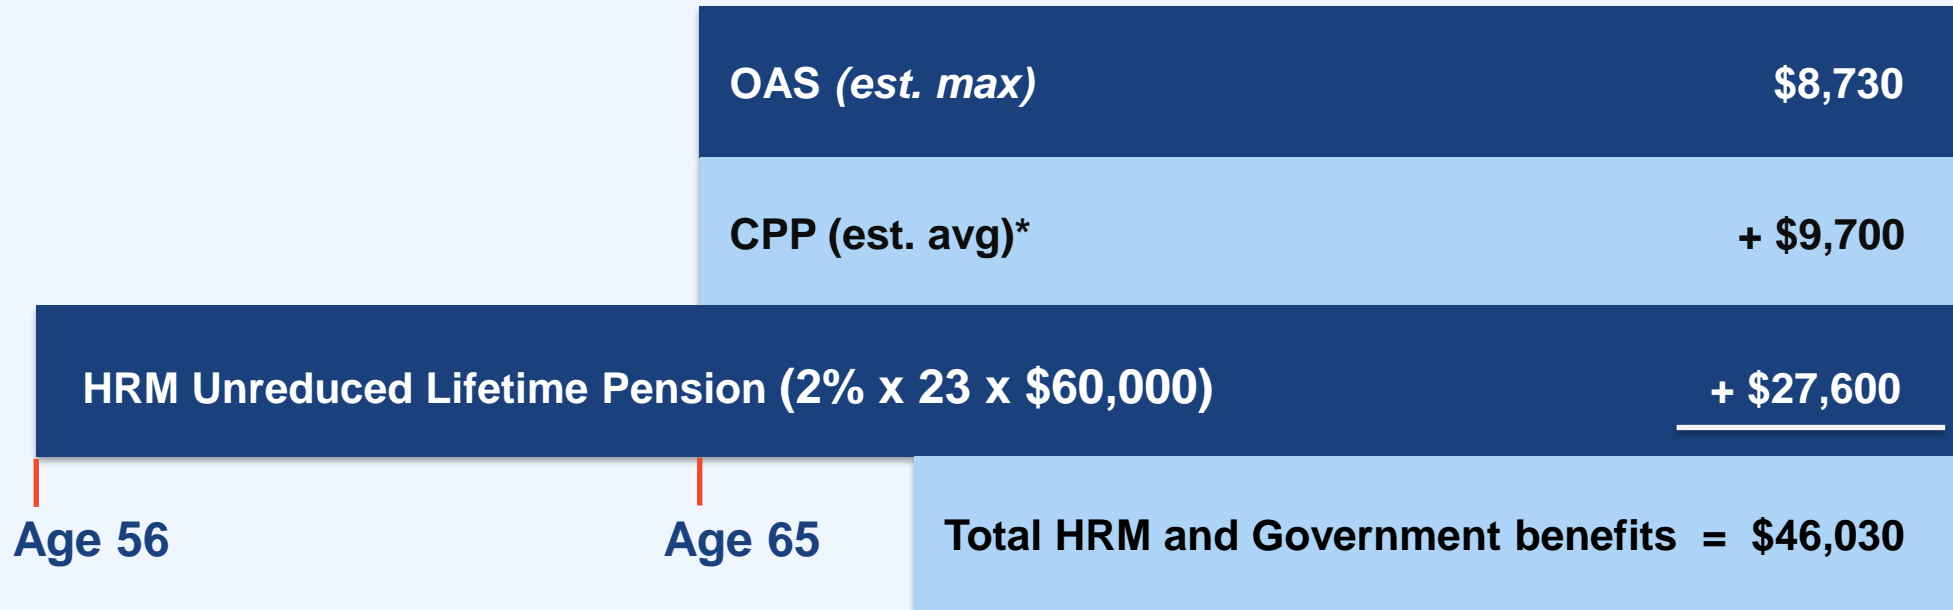 OAS (est. max) $8,730
CPP (est. avg)* + $9,700
HRM Unreduced Lifetime Pension (2% x 23 x $60,000) + $27,600
Age 56 Age 65 Total HRM and Government benefits = $46,030